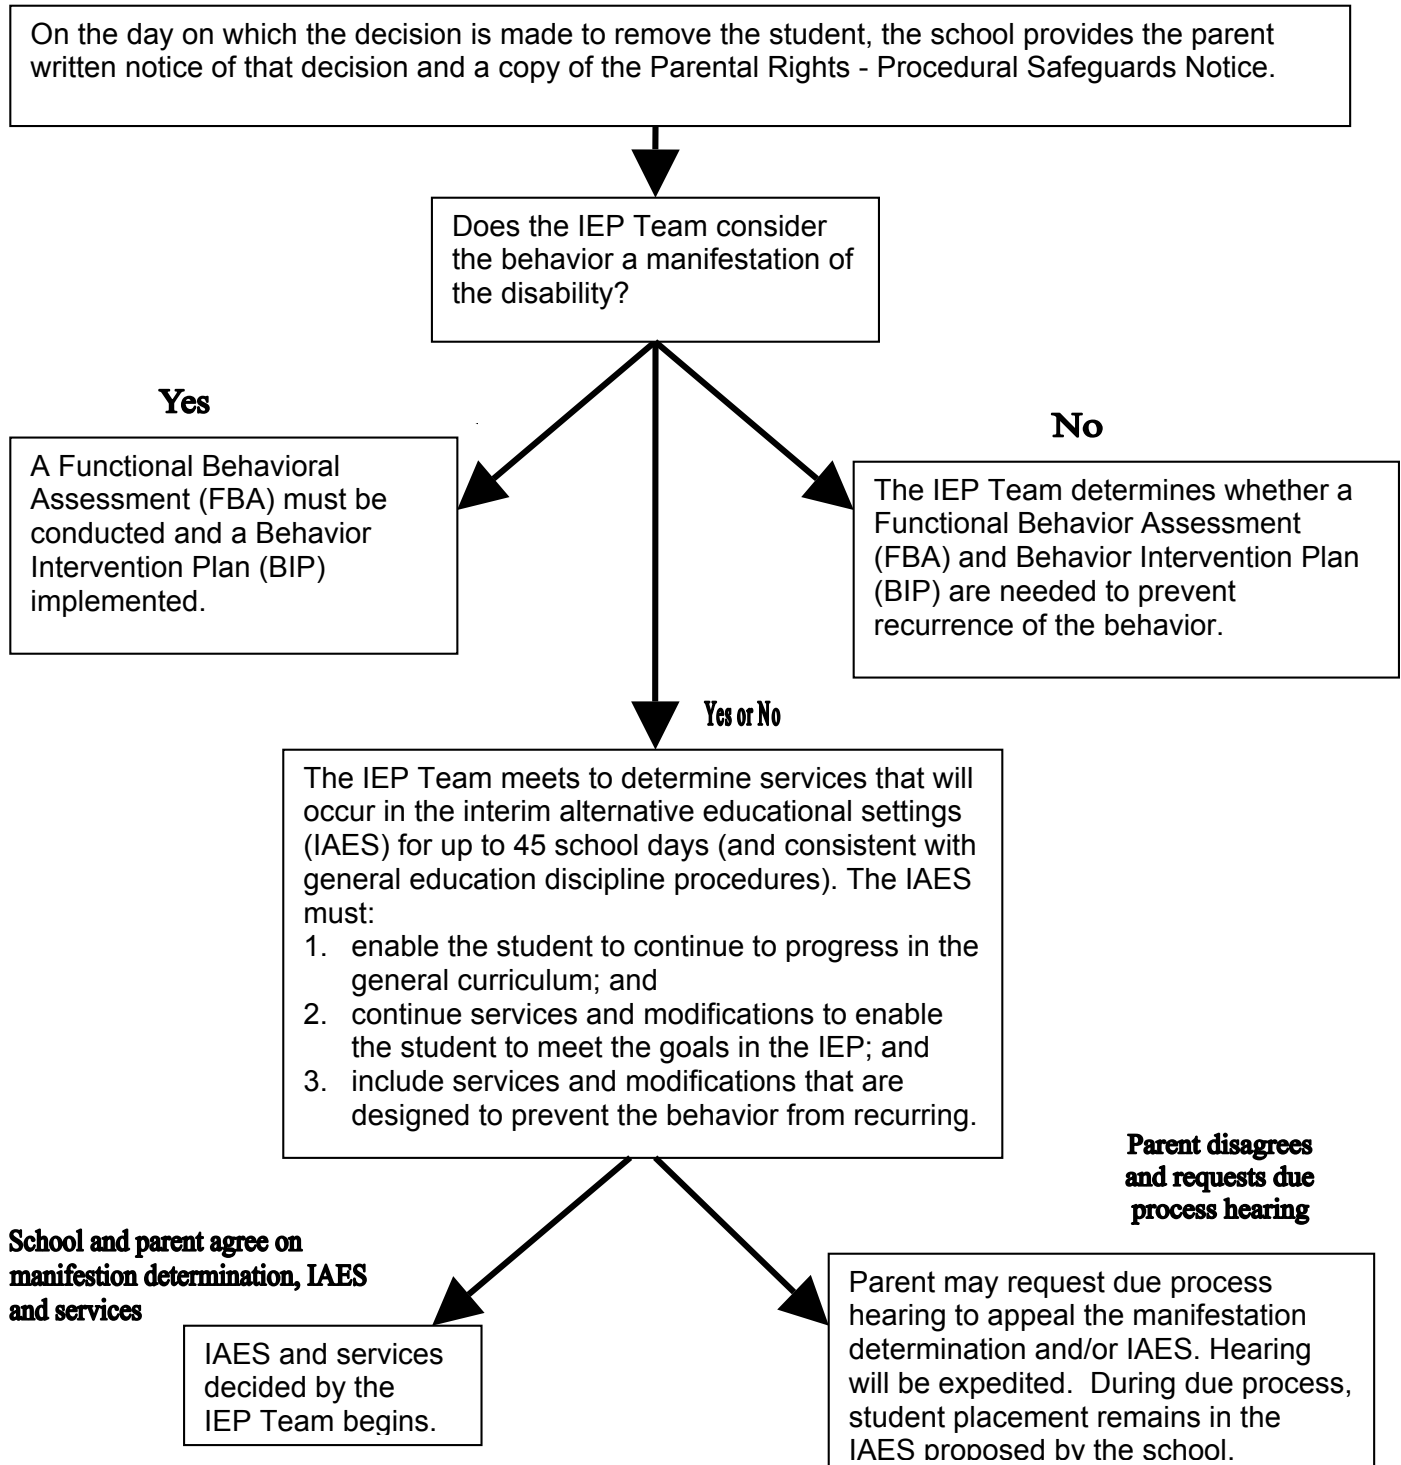 On the day on which the decision is made to remove the student, the school provides the parent
written notice of that decision and a copy of the Parental Rights - Procedural Safeguards Notice.
Does the IEP Team consider
the behavior a manifestation of
the disability?
Yes
No
A Functional Behavioral
Assessment (FBA) must be
conducted and a Behavior
Intervention Plan (BIP)
implemented.
The IEP Team determines whether a
Functional Behavior Assessment
(FBA) and Behavior Intervention Plan
(BIP) are needed to prevent
recurrence of the behavior.
Yes or No
The IEP Team meets to determine services that will
occur in the interim alternative educational settings
(IAES) for up to 45 school days (and consistent with
general education discipline procedures). The IAES
must:
1. enable the student to continue to progress in the
general curriculum; and
2. continue services and modifications to enable
the student to meet the goals in the IEP; and
3. include services and modifications that are
designed to prevent the behavior from recurring.
School and parent agree on
manifestion determination, IAES
and services
IAES and services
decided by the
IEP Team begins.
Parent disagrees
and requests due
process hearing
Parent may request due process
hearing to appeal the manifestation
determination and/or IAES. Hearing
will be expedited.  During due process,
student placement remains in the
IAES proposed by the school.